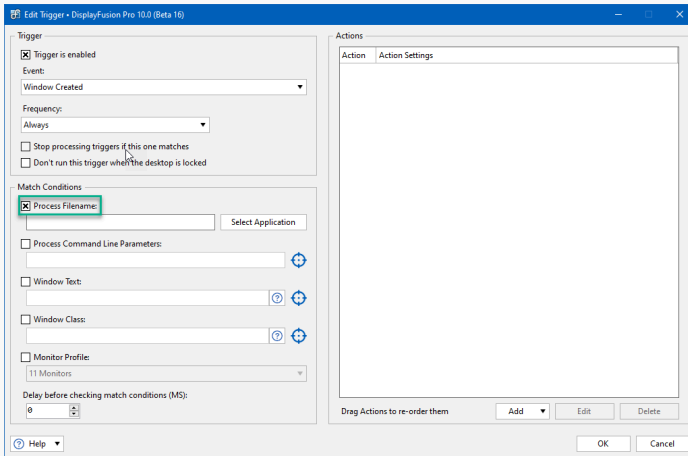 Edit Trigger • DisplayFusion Pro 10.0 (Beta 16)
Trigger
Trigger is enabled
Event:
Window Created
Frequency:
Always
Stop processing triggers if this one matches
Don't run this trigger when the desktop is locked
Match Conditions
Process Filename:
Select Application
Process Command Line Parameters:
Window Text:
Window Class:
Monitor Profile:
11 Monitors
Delay before checking match conditions (MS):
0
Actions
Action Action Settings
Drag Actions to re-order them Add Edit Delete
Help OK Cancel